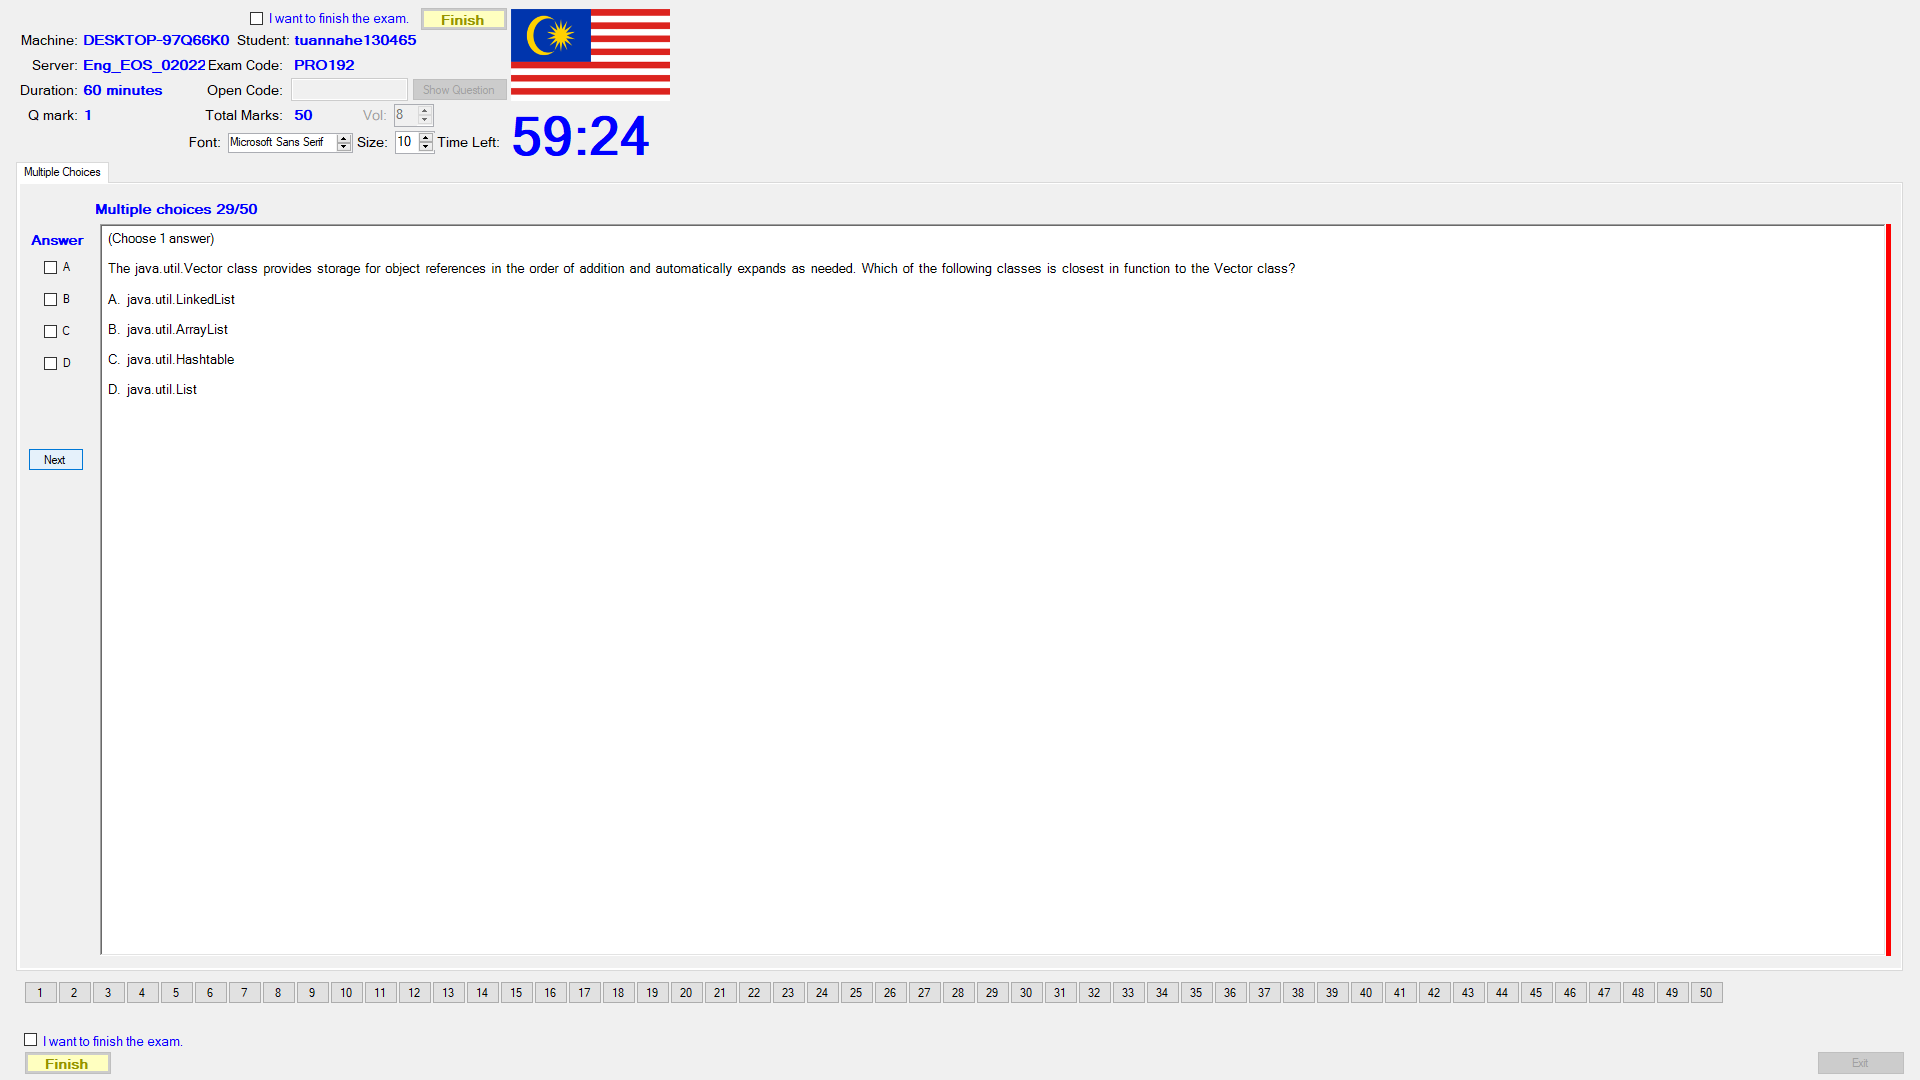 I want to finish the exam. Finish
Machine: DESKTOP-97Q66K0 Student: tuannahe130465
Server: Eng_EOS_02022 Exam Code: PRO192
Duration: 60 minutes Open Code: Show Question
Q mark: 1 Total Marks: 50 Vol: 8
Font: Microsoft Sans Serif Size: 10 Time Left: 59:24
Multiple Choices
Multiple choices 29/50
Answer
(Choose 1 answer)
A
The java.util.Vector class provides storage for object references in the order of addition and automatically expands as needed. Which of the following classes is closest in function to the Vector class?
B
A. java.util.LinkedList
C
B. java.util.ArrayList
D
C. java.util.Hashtable
D. java.util.List
Next
1 2 3 4 5 6 7 8 9 10 11 12 13 14 15 16 17 18 19 20 21 22 23 24 25 26 27 28 29 30 31 32 33 34 35 36 37 38 39 40 41 42 43 44 45 46 47 48 49 50
I want to finish the exam.
Finish
Exit